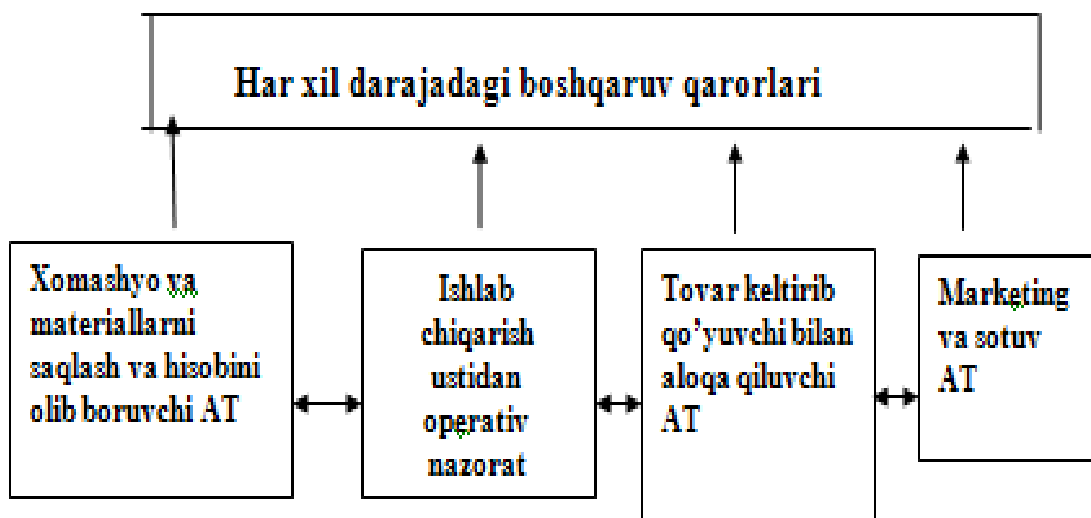 Har xil darajadagi boshqaruv qarorlari
Xomashyo va
materiallarni
saqlash va hisobini
olib boruvchi AT
Ishlab
chiqarish
ustidan
operativ
nazorat
Tovar keltirib
qo’yuvchi bilan
aloqa qiluvchi
AT
Marketing
va sotuv
AT